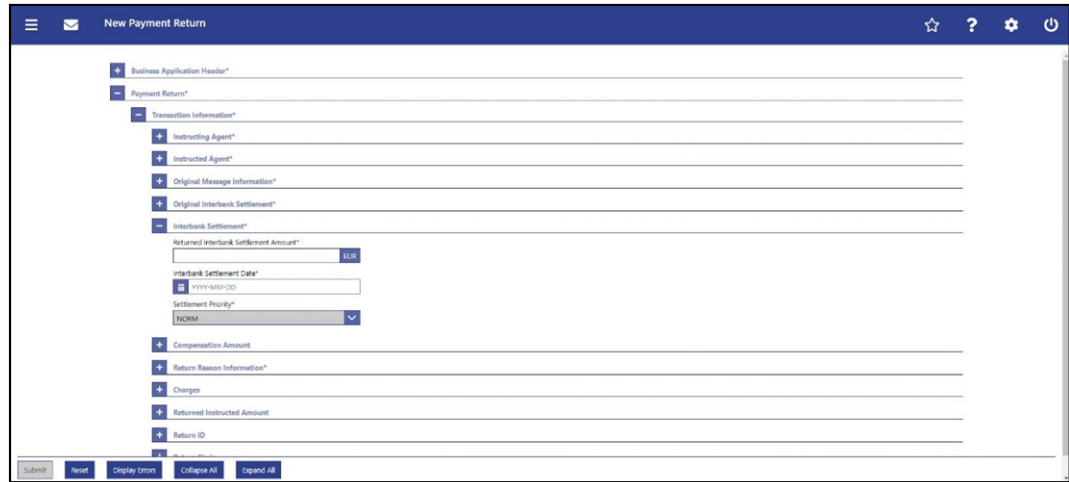 New Payment Return
Business Application Header*
Payment Return*
Transaction Information*
Instructing Agent*
Instructed Agent*
Original Message Information*
Original Interbank Settlement*
Interbank Settlement*
Returned Interbank Settlement Amount*
EUR
Interbank Settlement Date*
YYYY-MM-DD
Settlement Priority*
NORM
Compensation Amount
Return Reason Information*
Charges
Returned Instructed Amount
Return ID
Submit Reset Display Errors Collapse All Expand All